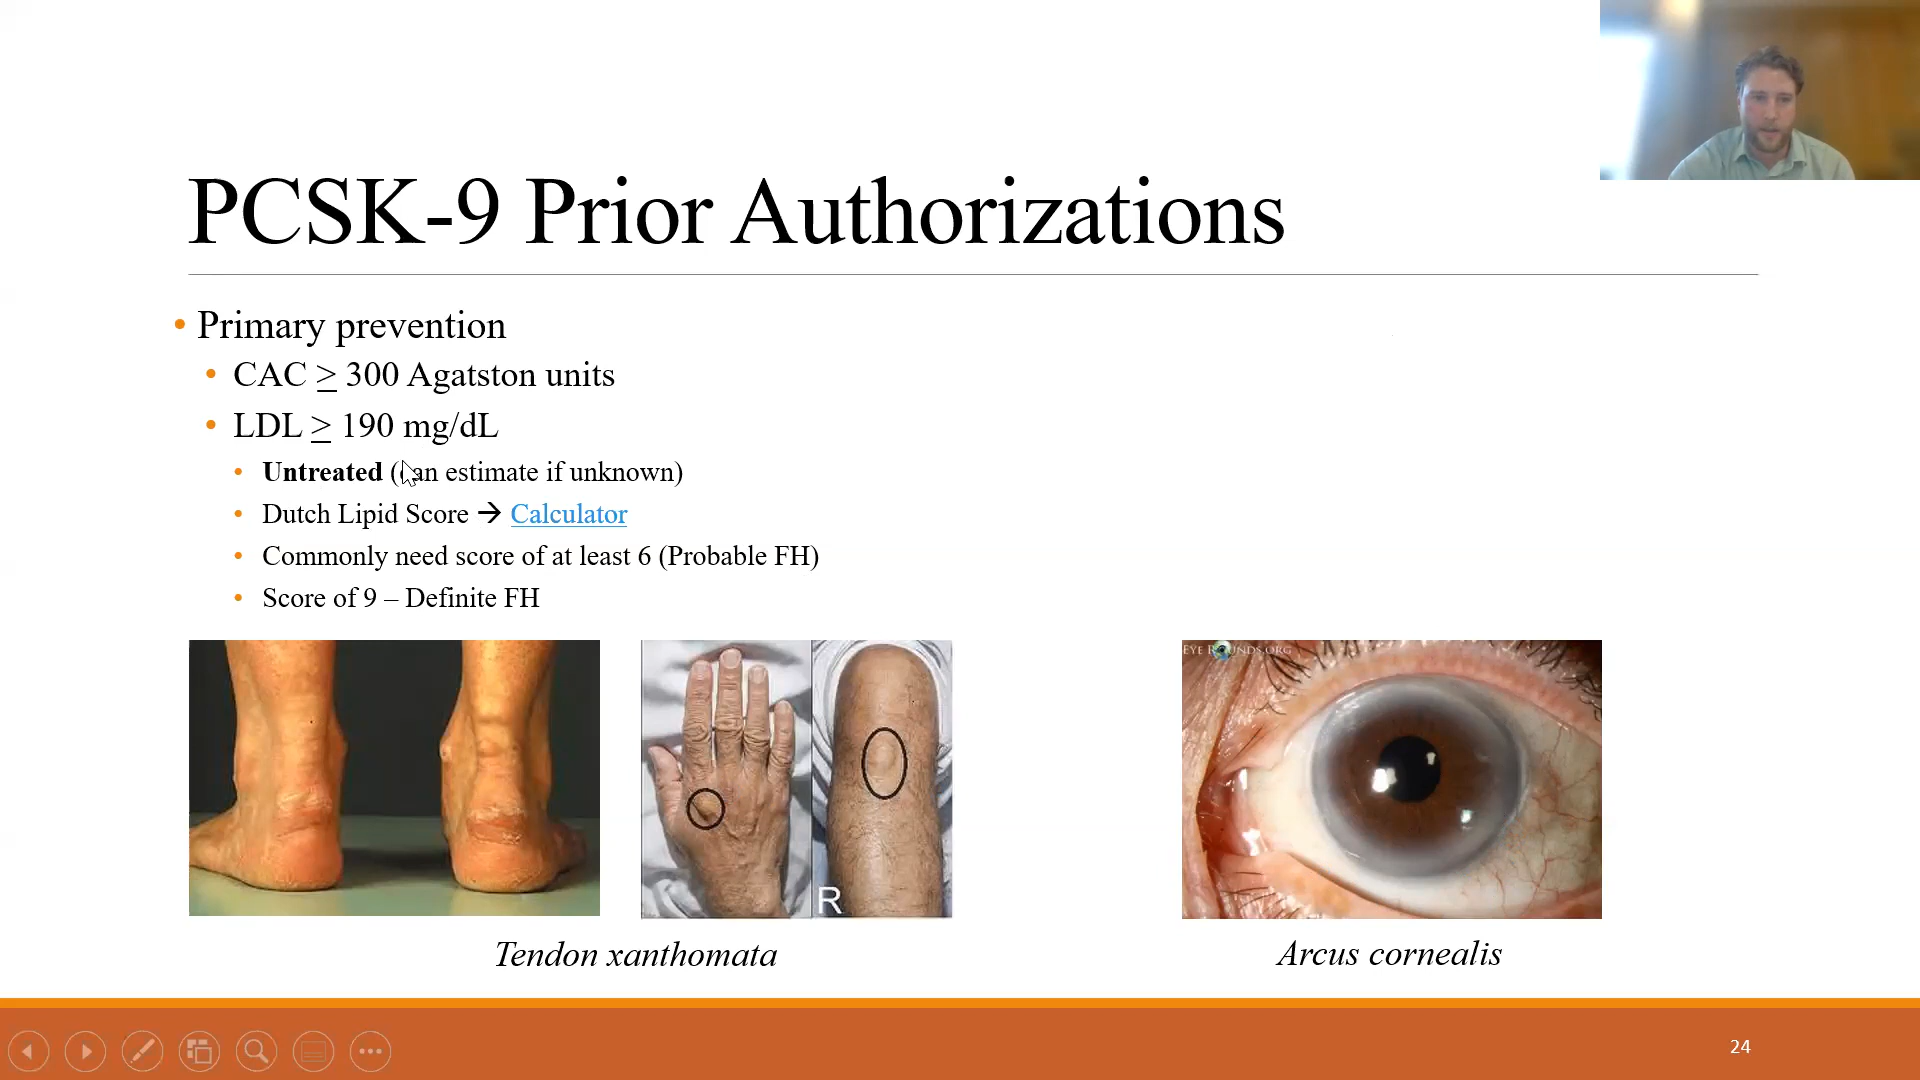 PCSK-9 Prior Authorizations
• Primary prevention
• CAC ≥ 300 Agatston units
• LDL ≥ 190 mg/dL
• Untreated (can estimate if unknown)
• Dutch Lipid Score → Calculator
• Commonly need score of at least 6 (Probable FH)
• Score of 9 – Definite FH
EYE ROUNDS.ORG
R
Tendon xanthomata
Arcus cornealis
24